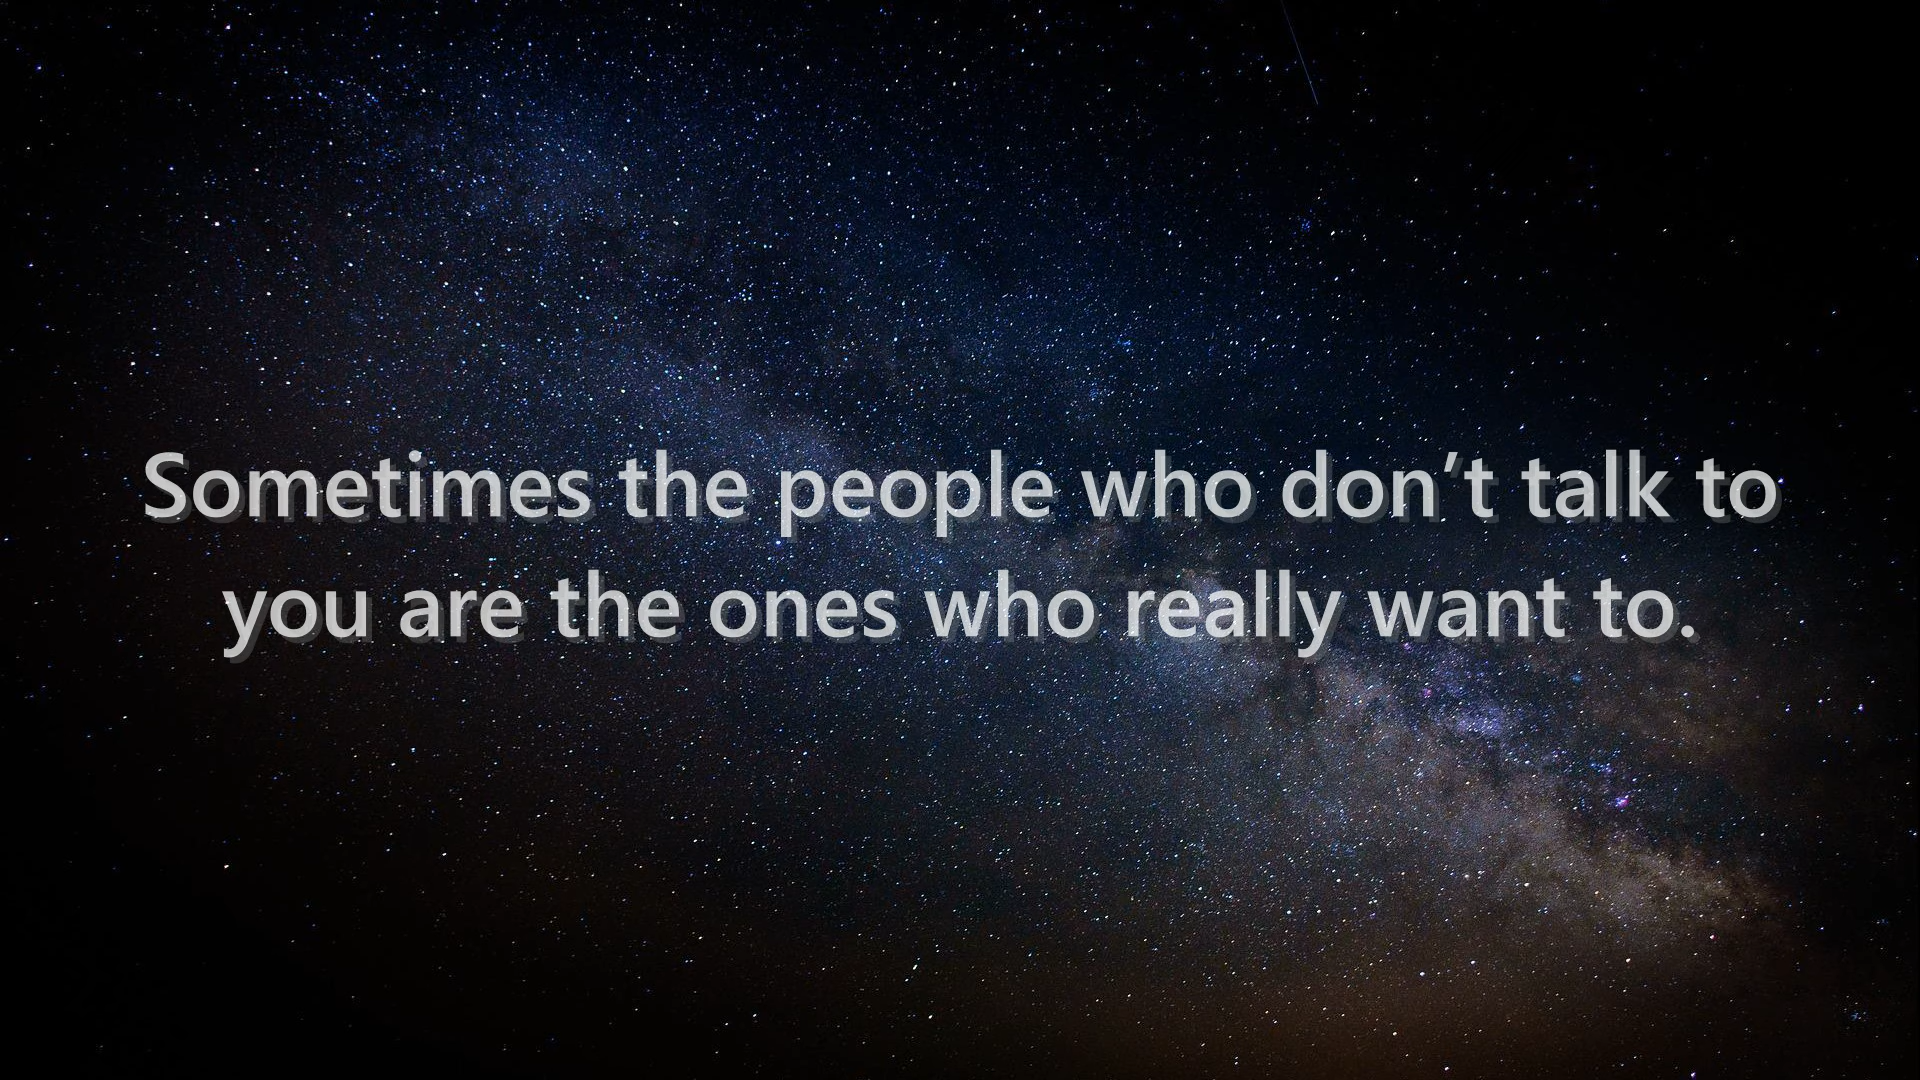 Sometimes the people who don’t talk to
you are the ones who really want to.